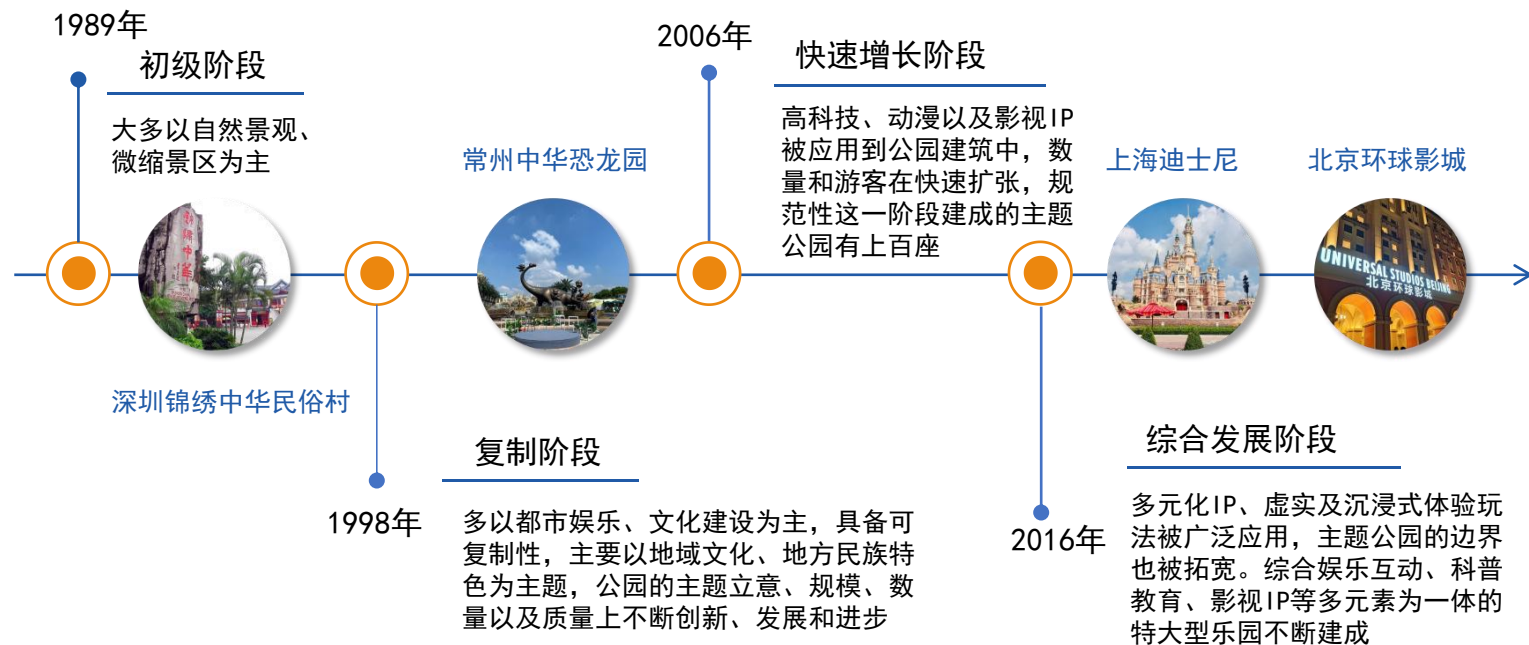 1989年
初级阶段
大多以自然景观、
微缩景区为主
深圳锦绣中华民俗村
1998年
复制阶段
多以都市娱乐、文化建设为主，具备可
复制性，主要以地域文化、地方民族特
色为主题，公园的主题立意、规模、数
量以及质量上不断创新、发展和进步
常州中华恐龙园
2006年
快速增长阶段
高科技、动漫以及影视IP
被应用到公园建筑中，数
量和游客在快速扩张，规
范性这一阶段建成的主题
公园有上百座
2016年
综合发展阶段
多元化IP、虚实及沉浸式体验玩
法被广泛应用，主题公园的边界
也被拓宽。综合娱乐互动、科普
教育、影视IP等多元素为一体的
特大型乐园不断建成
上海迪士尼
北京环球影城
UNIVERSAL STUDIOS BEIJING
北京环球影城